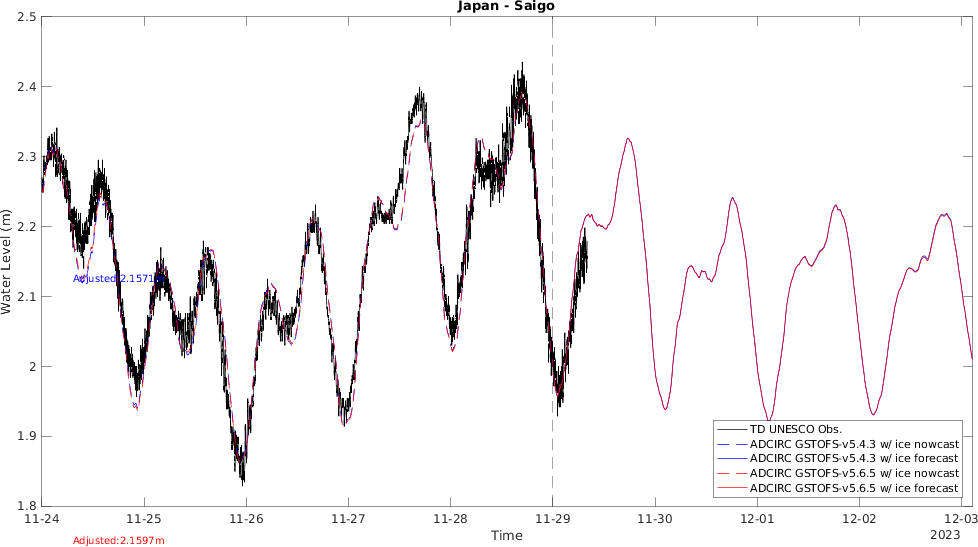 Japan - Saigo
2.5
2.4
2.3
2.2
2.1
2
1.9
1.8
Water Level (m)
Adjusted:2.1571
TD UNESCO Obs.
ADCIRC GSTOFS-v5.4.3 w/ ice nowcast
ADCIRC GSTOFS-v5.4.3 w/ ice forecast
ADCIRC GSTOFS-v5.6.5 w/ ice nowcast
ADCIRC GSTOFS-v5.6.5 w/ ice forecast
11-24 11-25 11-26 11-27 11-28 11-29 11-30 12-01 12-02 12-03
Time
2023
Adjusted:2.1597m